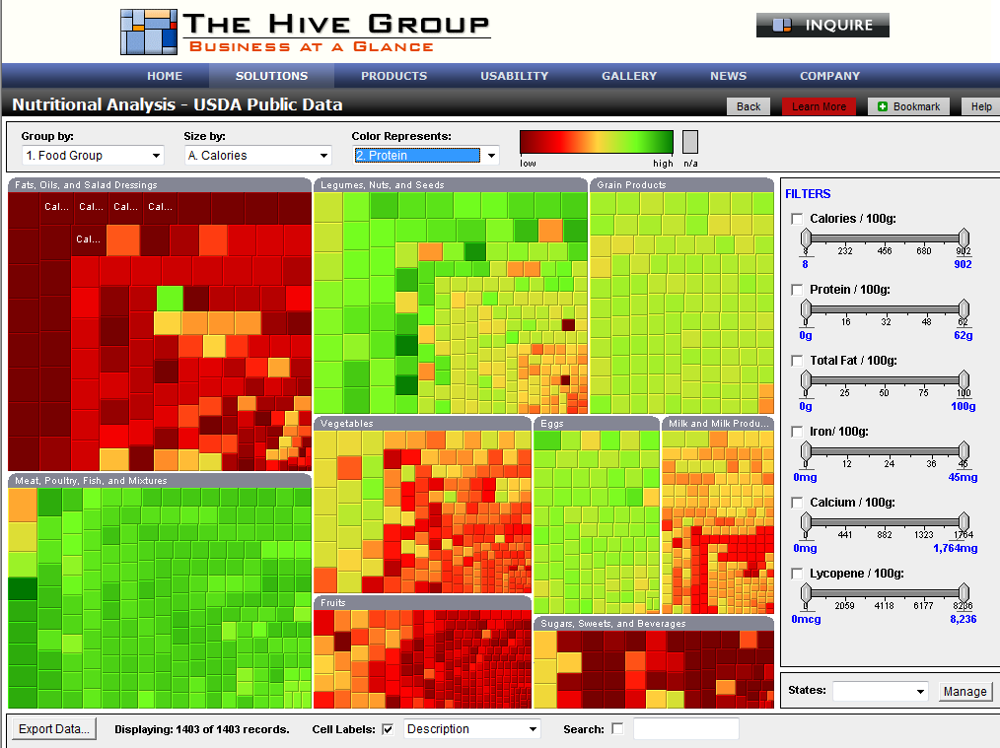 THE HIVE GROUP
BUSINESS AT A GLANCE
INQUIRE
HOME SOLUTIONS PRODUCTS USABILITY GALLERY NEWS COMPANY
Nutritional Analysis - USDA Public Data
Back Learn More Bookmark Help
Group by: Size by: Color Represents:
1. Food Group A. Calories 2. Protein
low high n/a
Fats, Oils, and Salad Dressings
Cal... Cal... Cal... Cal...
Cal...
Legumes, Nuts, and Seeds
Grain Products
Meat, Poultry, Fish, and Mixtures
Vegetables
Eggs
Milk and Milk Produ...
Fruits
Sugars, Sweets, and Beverages
FILTERS
Calories / 100g:
8 232 456 680 902
8 902
Protein / 100g:
0 16 32 48 62
0g 62g
Total Fat / 100g:
0 25 50 75 100
0g 100g
Iron/ 100g:
0 12 24 36 45
0mg 45mg
Calcium / 100g:
0 441 882 1323 1764
0mg 1,764mg
Lycopene / 100g:
0 2059 4118 6177 8236
0mcg 8,236
States: Manage
Export Data... Displaying: 1403 of 1403 records. Cell Labels: Description Search: